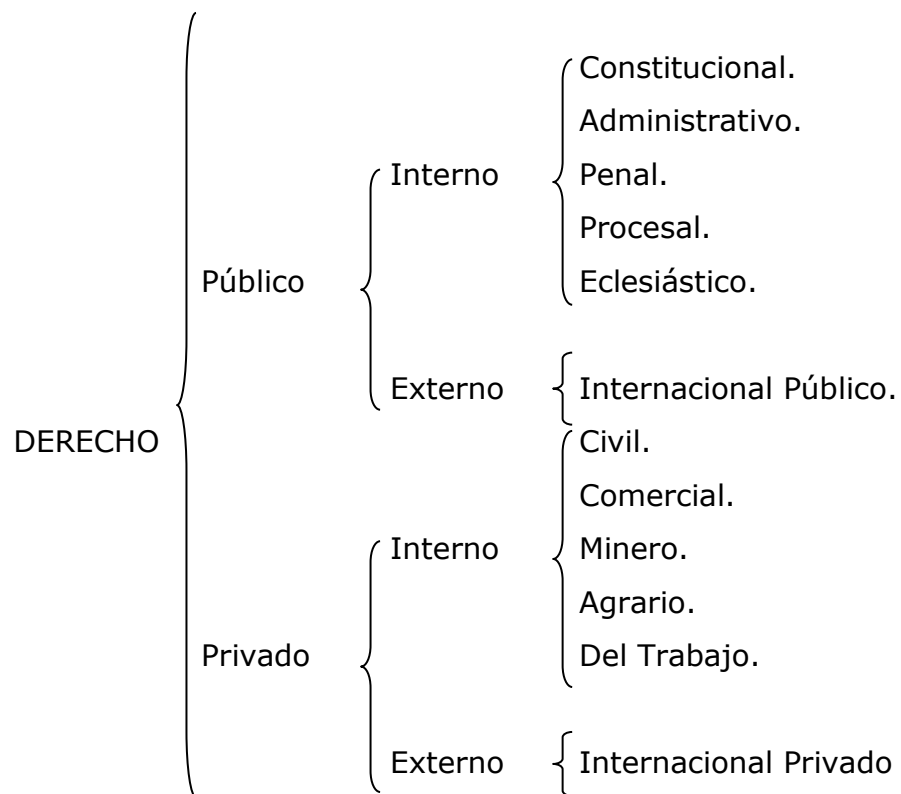 Constitucional.
Administrativo.
Interno
Penal.
Procesal.
Público
Eclesiástico.
Externo
Internacional Público.
DERECHO
Civil.
Comercial.
Interno
Minero.
Agrario.
Privado
Del Trabajo.
Externo
Internacional Privado